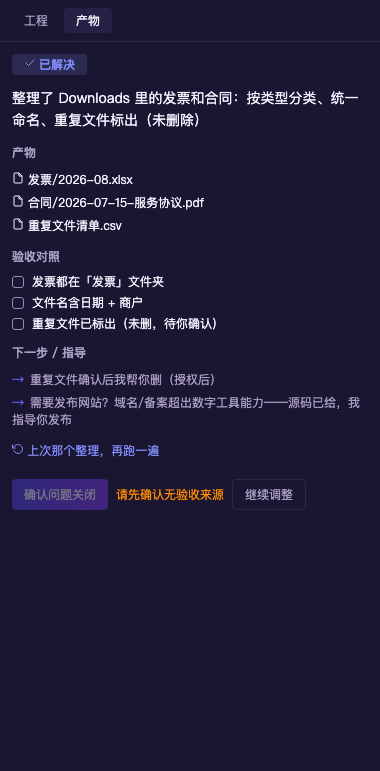 工程 产物
已解决
整理了 Downloads 里的发票和合同：按类型分类、统一
命名、重复文件标出（未删除）
产物
发票/2026-08.xlsx
合同/2026-07-15-服务协议.pdf
重复文件清单.csv
验收对照
发票都在「发票」文件夹
文件名含日期 + 商户
重复文件已标出（未删，待你确认）
下一步 / 指导
→ 重复文件确认后我帮你删（授权后）
→ 需要发布网站？域名/备案超出数字工具能力——源码已给，我
指导你发布
上次那个整理，再跑一遍
确认问题关闭 请先确认无验收来源 继续调整